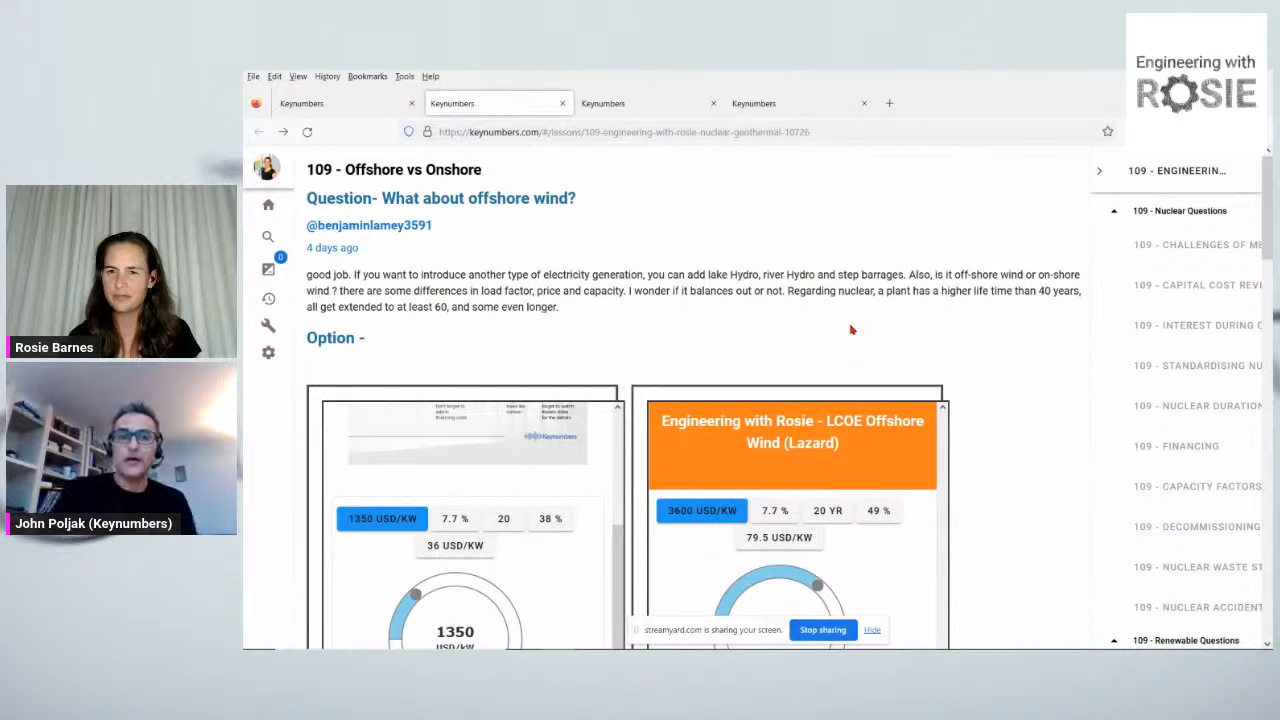 Engineering with
ROSIE
File Edit View History Bookmarks Tools Help
Keynumbers
Keynumbers
Keynumbers
Keynumbers
https://keynumbers.com/#/lessons/109-engineering-with-rosie-nuclear-geothermal-10726
109 - Offshore vs Onshore
Question- What about offshore wind?
@benjaminlamey3591
4 days ago
good job. If you want to introduce another type of electricity generation, you can add lake Hydro, river Hydro and step barrages. Also, is it off-shore wind or on-shore
wind ? there are some differences in load factor, price and capacity. I wonder if it balances out or not. Regarding nuclear, a plant has a higher life time than 40 years,
all get extended to at least 60, and some even longer.
Option -
0
Keynumbers
1350 USD/KW 7.7 % 20 38 %
36 USD/KW
1350
USD/KW
Engineering with Rosie - LCOE Offshore
Wind (Lazard)
3600 USD/KW 7.7 % 20 YR 49 %
79.5 USD/KW
streamyard.com is sharing your screen. Stop sharing Hide
109 - ENGINEERIN...
109 - Nuclear Questions
109 - CHALLENGES OF ME
109 - CAPITAL COST REVI
109 - INTEREST DURING C
109 - STANDARDISING NU
109 - NUCLEAR DURATION
109 - FINANCING
109 - CAPACITY FACTORS
109 - DECOMMISSIONING
109 - NUCLEAR WASTE ST
109 - NUCLEAR ACCIDENT
109 - Renewable Questions
Rosie Barnes
John Poljak (Keynumbers)